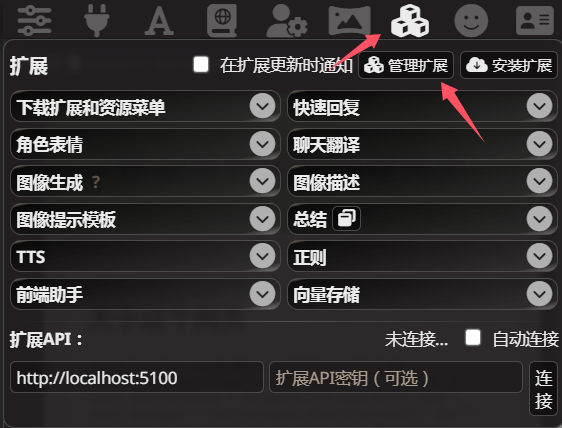 扩展 在扩展更新时通知 管理扩展 安装扩展
下载扩展和资源菜单 快速回复
角色表情 聊天翻译
图像生成 ? 图像描述
图像提示模板 总结
TTS 正则
前端助手 向量存储
扩展API： 未连接... 自动连接
http://localhost:5100 扩展API密钥（可选） 连
接